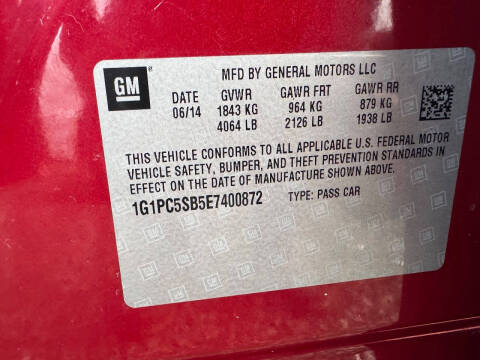 GM MFD BY GENERAL MOTORS LLC
DATE GVWR GAWR FRT GAWR RR
06/14 1843 KG 964 KG 879 KG
4064 LB 2126 LB 1938 LB
THIS VEHICLE CONFORMS TO ALL APPLICABLE U.S. FEDERAL MOTOR
VEHICLE SAFETY, BUMPER, AND THEFT PREVENTION STANDARDS IN
EFFECT ON THE DATE OF MANUFACTURE SHOWN ABOVE.
1G1PC5SB5E7400872 TYPE: PASS CAR